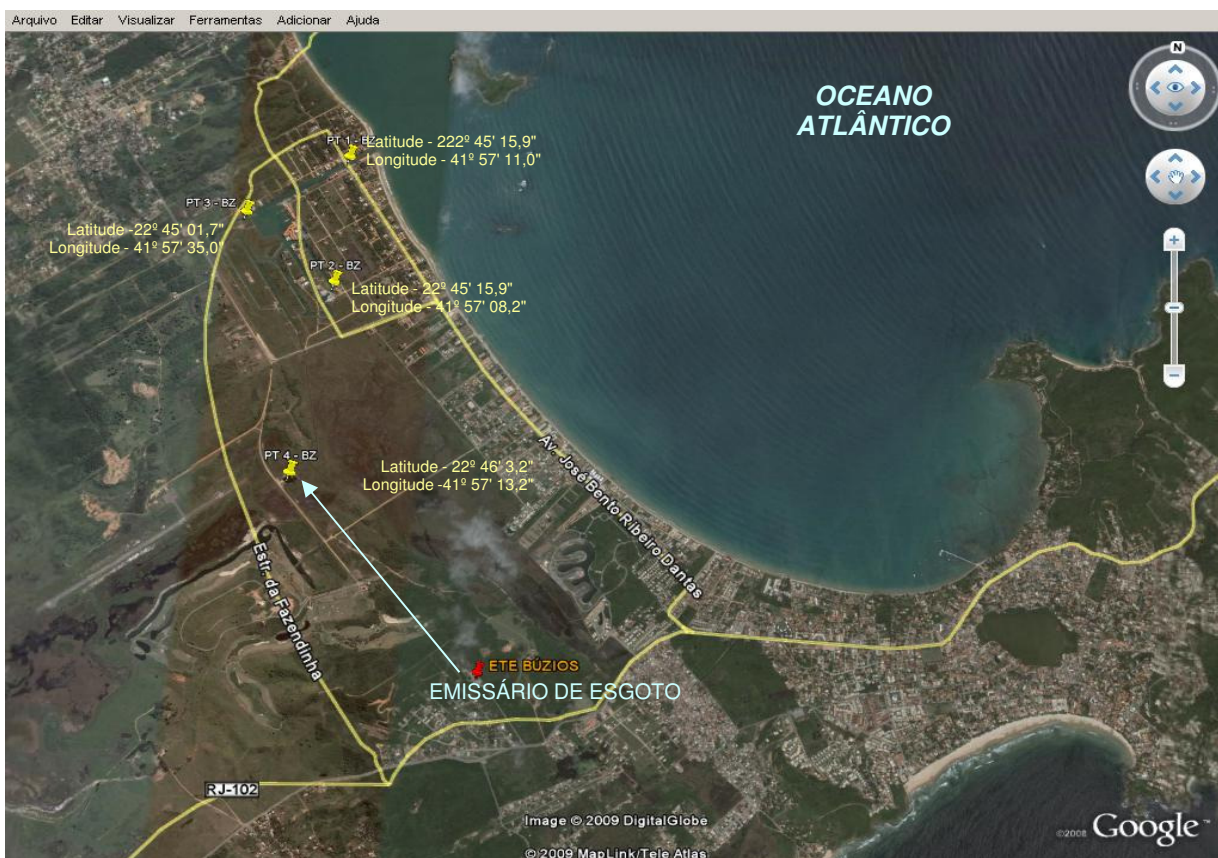 Arquivo Editar Visualizar Ferramentas Adicionar Ajuda
N
OCEANO
ATLÂNTICO
PT 1 - BZ
Latitude - 222º 45' 15,9"
Longitude - 41º 57' 11,0"
PT 3 - BZ
Latitude -22º 45' 01,7"
Longitude - 41º 57' 35,0"
PT 2 - BZ
Latitude - 22º 45' 15,9"
Longitude - 41º 57' 08,2"
PT 4 - BZ
Latitude - 22º 46' 3,2"
Longitude -41º 57' 13,2"
Av. José Bento Ribeiro Dantas
Estr. da Fazendinha
ETE BÚZIOS
EMISSÁRIO DE ESGOTO
RJ-102
Image © 2009 DigitalGlobe
© 2009 MapLink/Tele Atlas
©2008 Google™